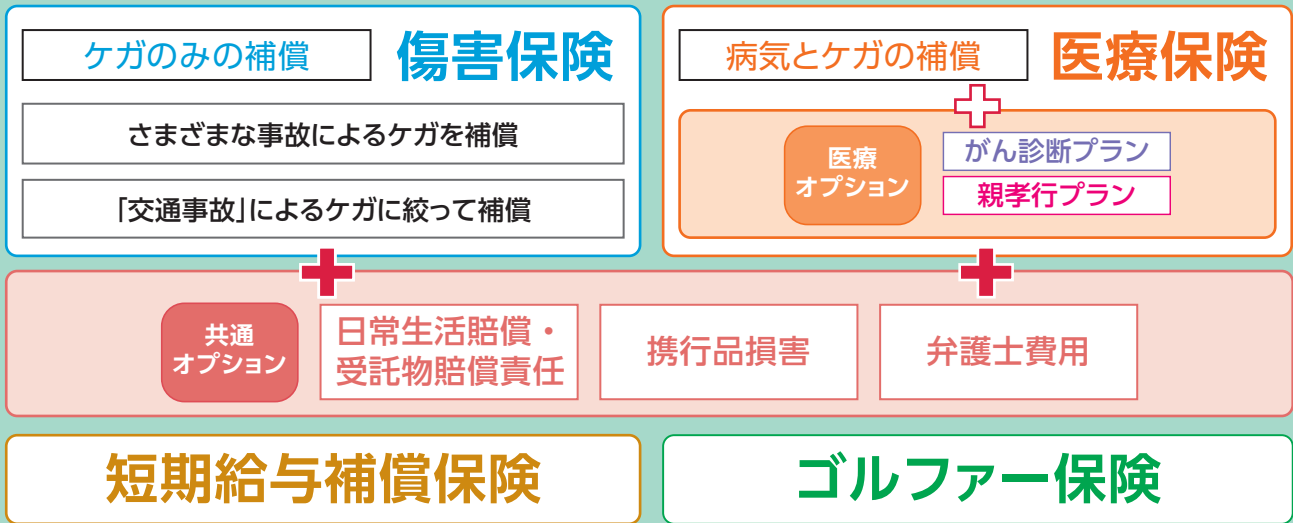 ケガのみの補償
傷害保険
さまざまな事故によるケガを補償
「交通事故」によるケガに絞って補償
病気とケガの補償
医療保険
医療
オプション
がん診断プラン
親孝行プラン
共通
オプション
日常生活賠償・
受託物賠償責任
携行品損害
弁護士費用
短期給与補償保険
ゴルファー保険